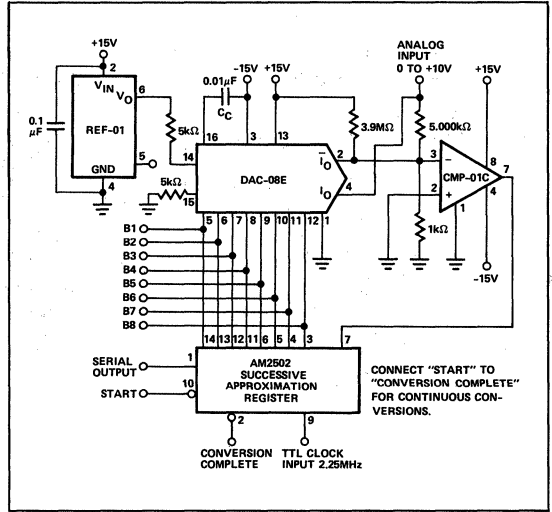 +15V
2
VIN
VO
6
0.1
µF
REF-01
5
GND
4
5kΩ
14
5kΩ
15
0.01µF
CC
-15V
+15V
16
3
13
DAC-08E
IO
2
IO
4
3.9MΩ
ANALOG
INPUT
0 TO +10V
5.000kΩ
1kΩ
+15V
3
−
8
7
CMP-01C
2
+
1
4
-15V
5 6 7 8 9 10 11 12 1
B1
B2
B3
B4
B5
B6
B7
B8
14 13 12 11 6 5 4 3 7
SERIAL
OUTPUT
1
START
10
AM2502
SUCCESSIVE
APPROXIMATION
REGISTER
2
9
CONVERSION
COMPLETE
TTL CLOCK
INPUT 2.25MHz
CONNECT "START" TO
"CONVERSION COMPLETE"
FOR CONTINUOUS CON-
VERSIONS.